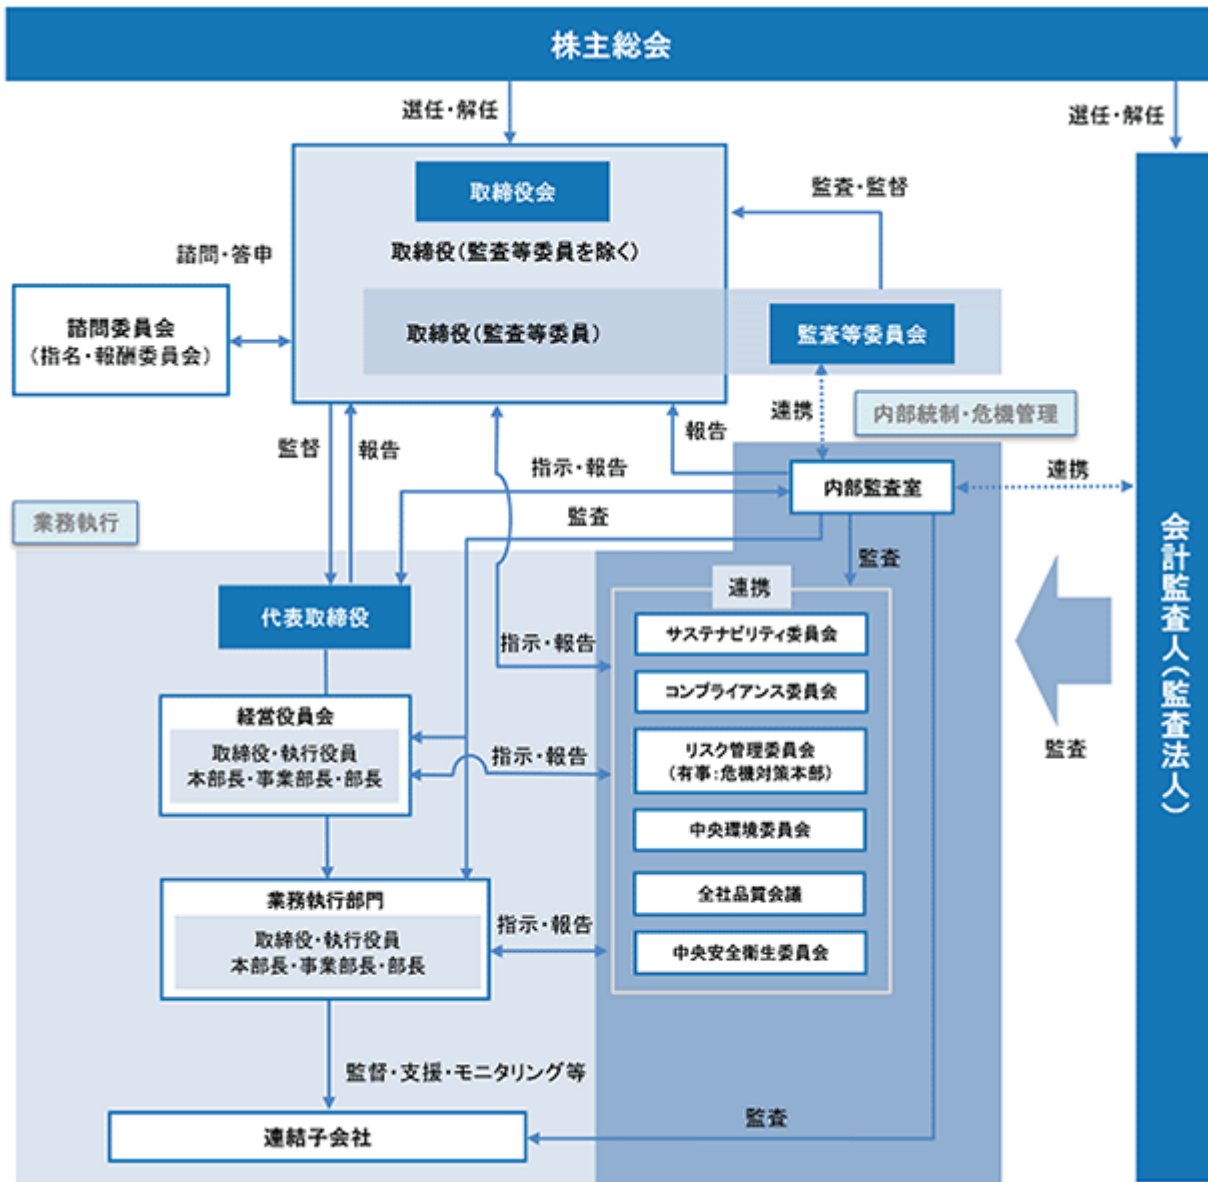 株主総会
選任・解任
選任・解任
取締役会
監査・監督
取締役(監査等委員を除く)
諮問・答申
諮問委員会
(指名・報酬委員会)
取締役(監査等委員)
監査等委員会
連携
内部統制・危機管理
監督
報告
報告
指示・報告
内部監査室
連携
業務執行
監査
監査
会計監査人(監査法人)
連携
代表取締役
サステナビリティ委員会
指示・報告
コンプライアンス委員会
経営役員会
取締役・執行役員
本部長・事業部長・部長
指示・報告
リスク管理委員会
(有事:危機対策本部)
監査
中央環境委員会
業務執行部門
取締役・執行役員
本部長・事業部長・部長
全社品質会議
指示・報告
中央安全衛生委員会
監督・支援・モニタリング等
監査
連結子会社